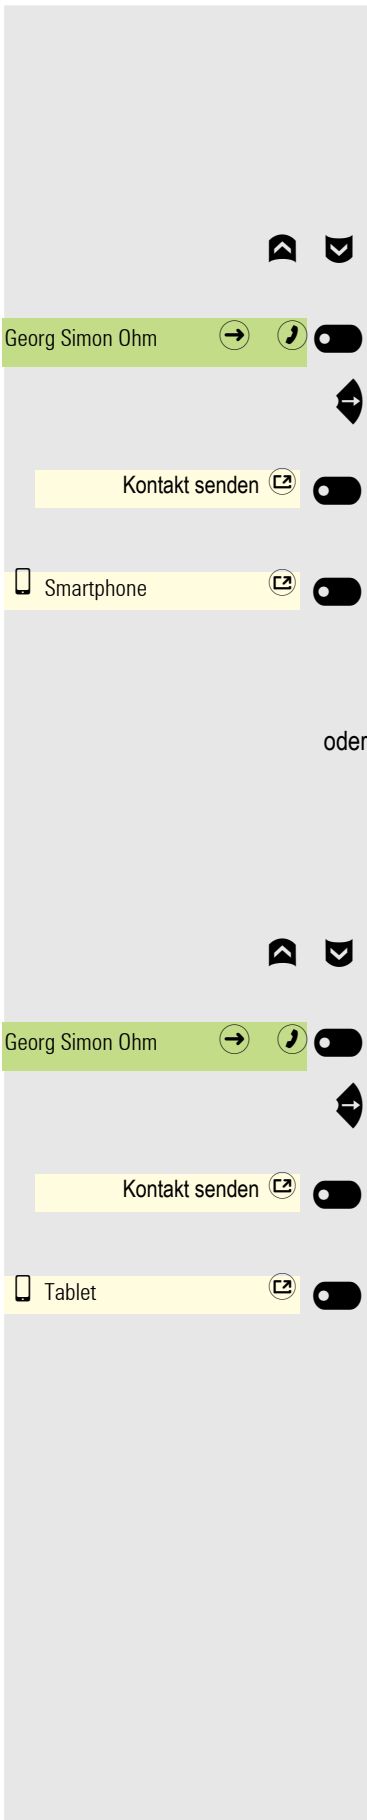 Georg Simon Ohm
Kontakt senden
Smartphone
oder
Georg Simon Ohm
Kontakt senden
Tablet